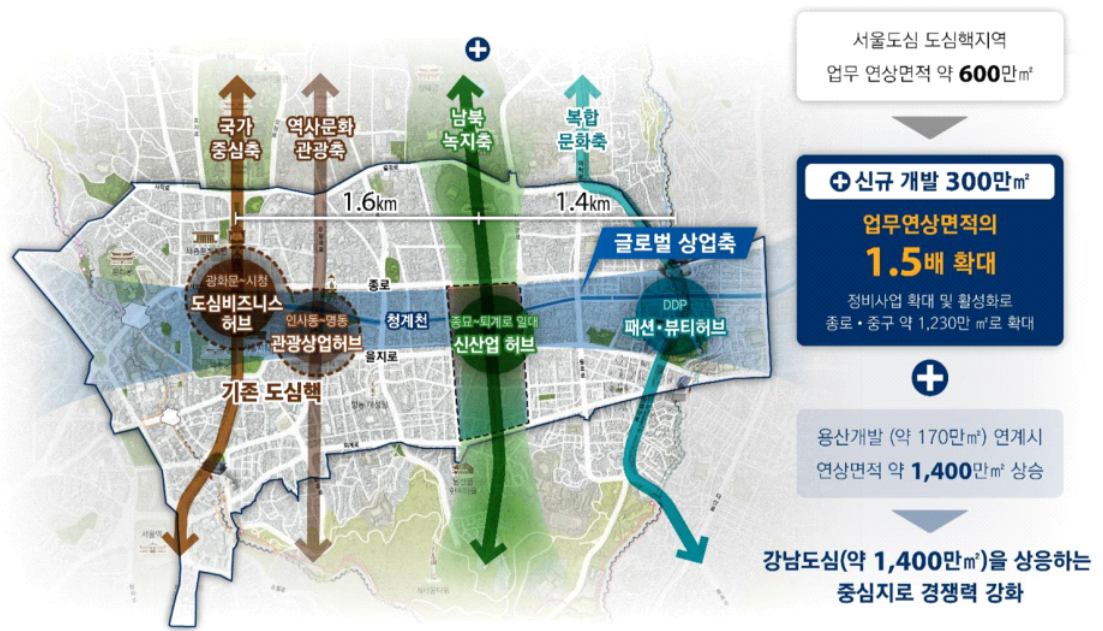 국가
중심축
역사문화
관광축
남북
녹지축
복합
문화축
1.6km
1.4km
글로벌 상업축
광화문~시청
도심비즈니스
허브
종로
인사동~명동
관광상업허브
청계천
을지로
종묘~퇴계로 일대
신산업 허브
DDP
패션·뷰티허브
기존 도심핵
퇴계로
서울역
N서울타워
서울도심 도심핵지역
업무 연상면적 약 600만㎡
신규 개발 300만㎡
업무연상면적의
1.5배 확대
정비사업 확대 및 활성화로
종로·중구 약 1,230만 ㎡로 확대
용산개발 (약 170만㎡) 연계시
연상면적 약 1,400만㎡ 상승
강남도심(약 1,400만㎡)을 상응하는
중심지로 경쟁력 강화